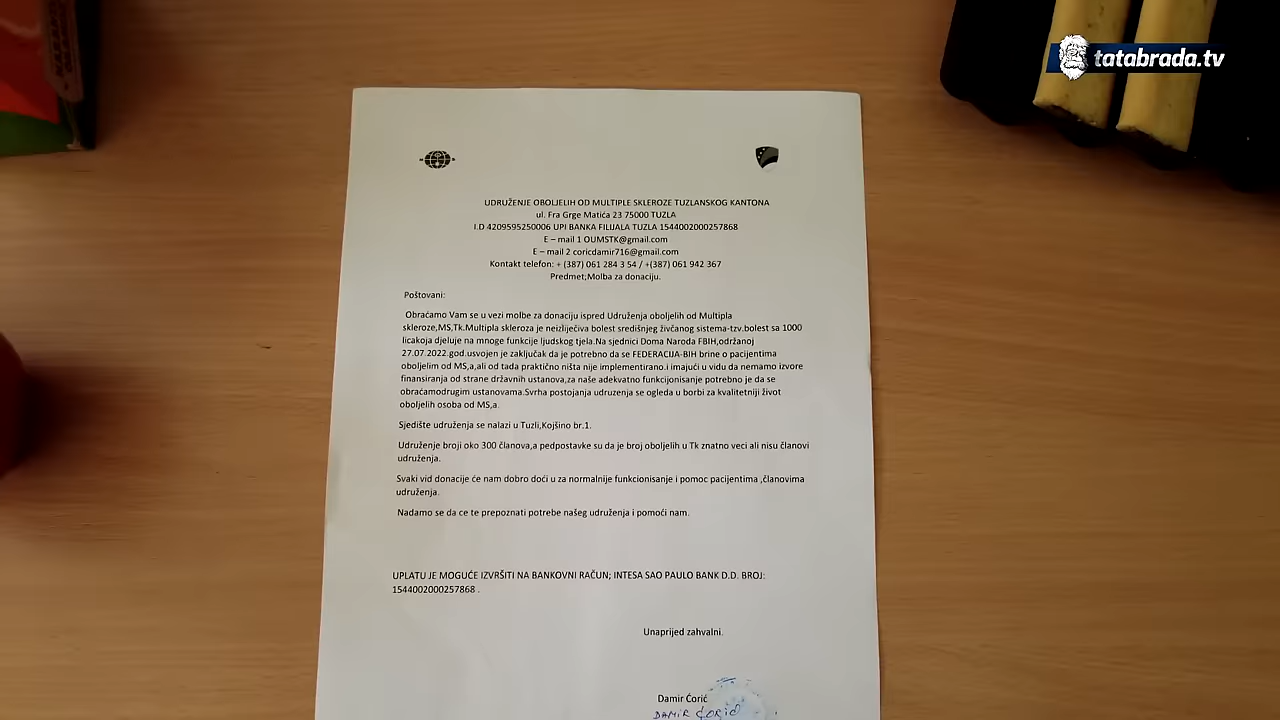 tatabrada.tv
UDRUŽENJE OBOLJELIH OD MULTIPLE SKLEROZE TUZLANSKOG KANTONA
ul. Fra Grge Matića 23 75000 TUZLA
I.D 4209595250006 UPI BANKA FILIJALA TUZLA 1544002000257868
E – mail 1 OUMSTK@gmail.com
E – mail 2 coricdamir716@gmail.com
Kontakt telefon: + (387) 061 284 3 54 / +(387) 061 942 367
Predmet;Molba za donaciju.
Poštovani:
Obraćamo Vam se u vezi molbe za donaciju ispred Udruženja oboljelih od Multipla
skleroze,MS,Tk.Multipla skleroza je neizliječiva bolest središnjeg živčanog sistema-tzv.bolest sa 1000
licakoja djeluje na mnoge funkcije ljudskog tjela.Na sjednici Doma Naroda FBIH,održanoj
27.07.2022.god.usvojen je zaključak da je potrebno da se FEDERACIJA-BIH brine o pacijentima
oboljelim od MS,a,ali od tada praktično ništa nije implementirano.i imajući u vidu da nemamo izvore
finansiranja od strane državnih ustanova,za naše adekvatno funkcijonisanje potrebno je da se
obraćamodrugim ustanovama.Svrha postojanja udruzenja se ogleda u borbi za kvalitetniji život
oboljelih osoba od MS,a.
Sjedište udruženja se nalazi u Tuzli,Kojšino br.1.
Udruženje broji oko 300 članova,a pedpostavke su da je broj oboljelih u Tk znatno veci ali nisu članovi
udruženja.
Svaki vid donacije će nam dobro doći u za normalnije funkcionisanje i pomoc pacijentima ,članovima
udruženja.
Nadamo se da ce te prepoznati potrebe našeg udruženja i pomoći nam.
UPLATU JE MOGUĆE IZVRŠITI NA BANKOVNI RAČUN; INTESA SAO PAULO BANK D.D. BROJ:
1544002000257868 .
Unaprijed zahvalni.
Damir Ćorić
DAMIR ĆORIĆ